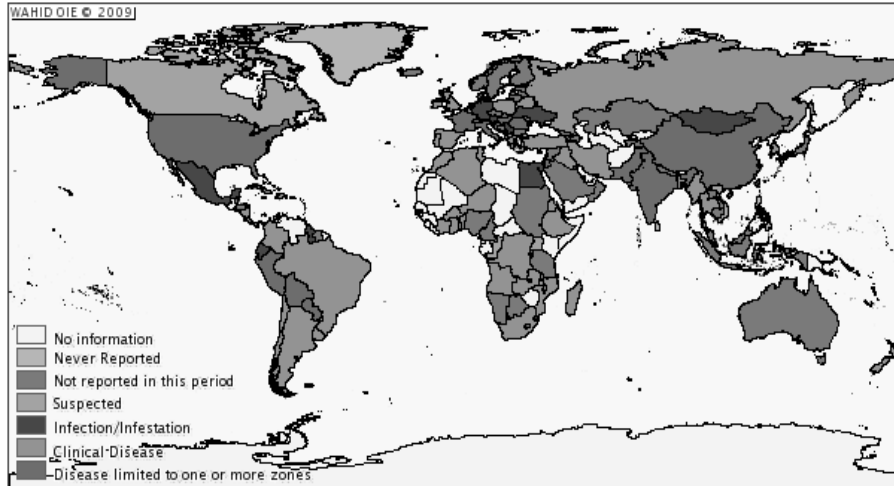 WAHID OIE © 2009
No information
Never Reported
Not reported in this period
Suspected
Infection/Infestation
Clinical Disease
Disease limited to one or more zones